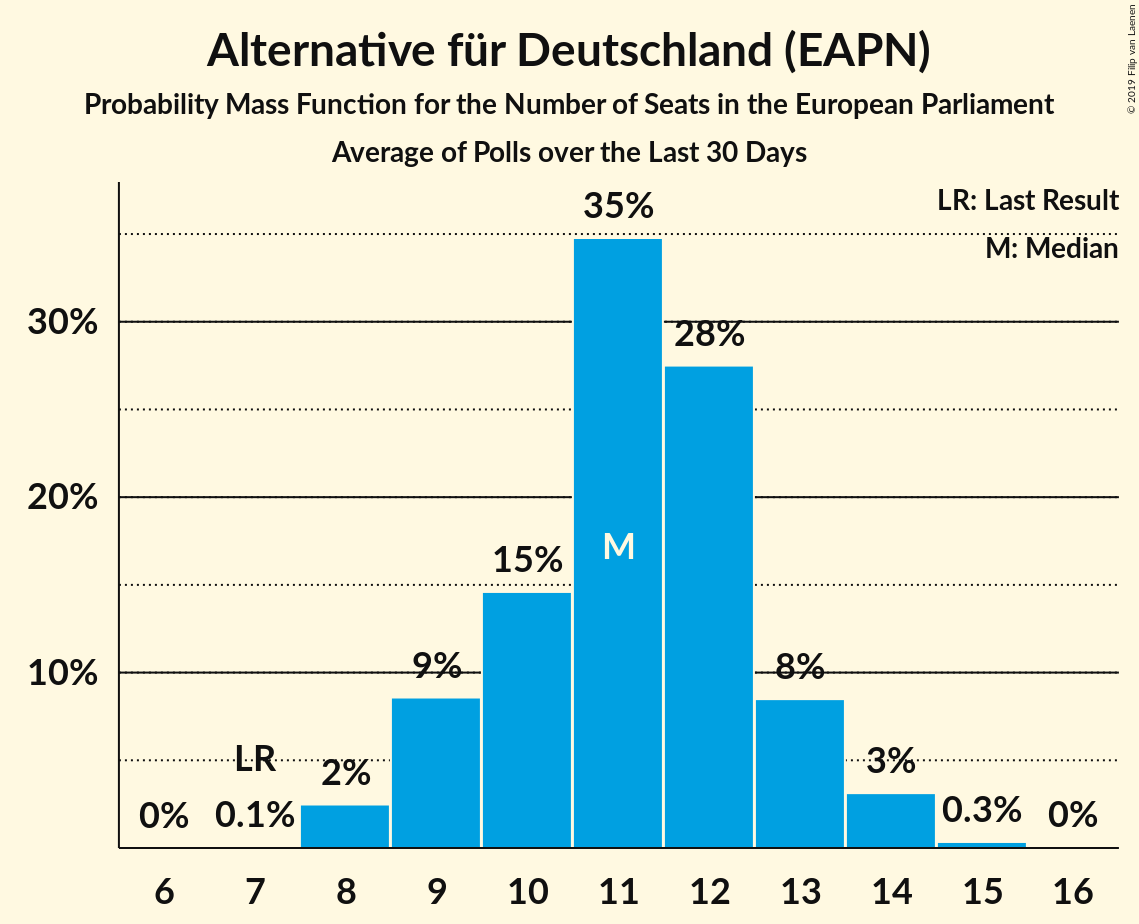 Alternative für Deutschland (EAPN)
Probability Mass Function for the Number of Seats in the European Parliament
Average of Polls over the Last 30 Days
© 2019 Filip van Laenen
LR: Last Result
M: Median
35%
30%
28%
20%
M
15%
10%
9%
8%
LR
2%
3%
0%
0.1%
0.3%
0%
6 7 8 9 10 11 12 13 14 15 16